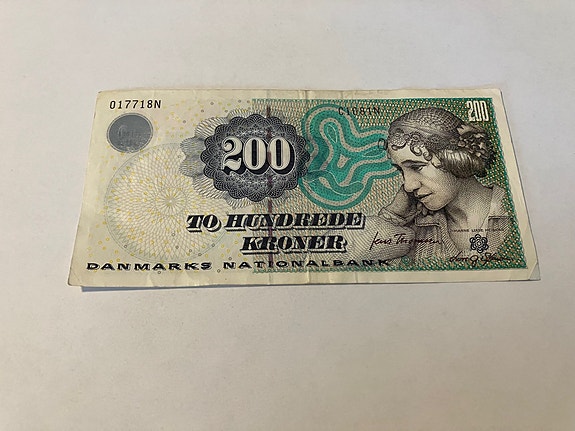 017718N
200
200
TO HUNDREDE
KRONER
DANMARKS NATIONALBANK